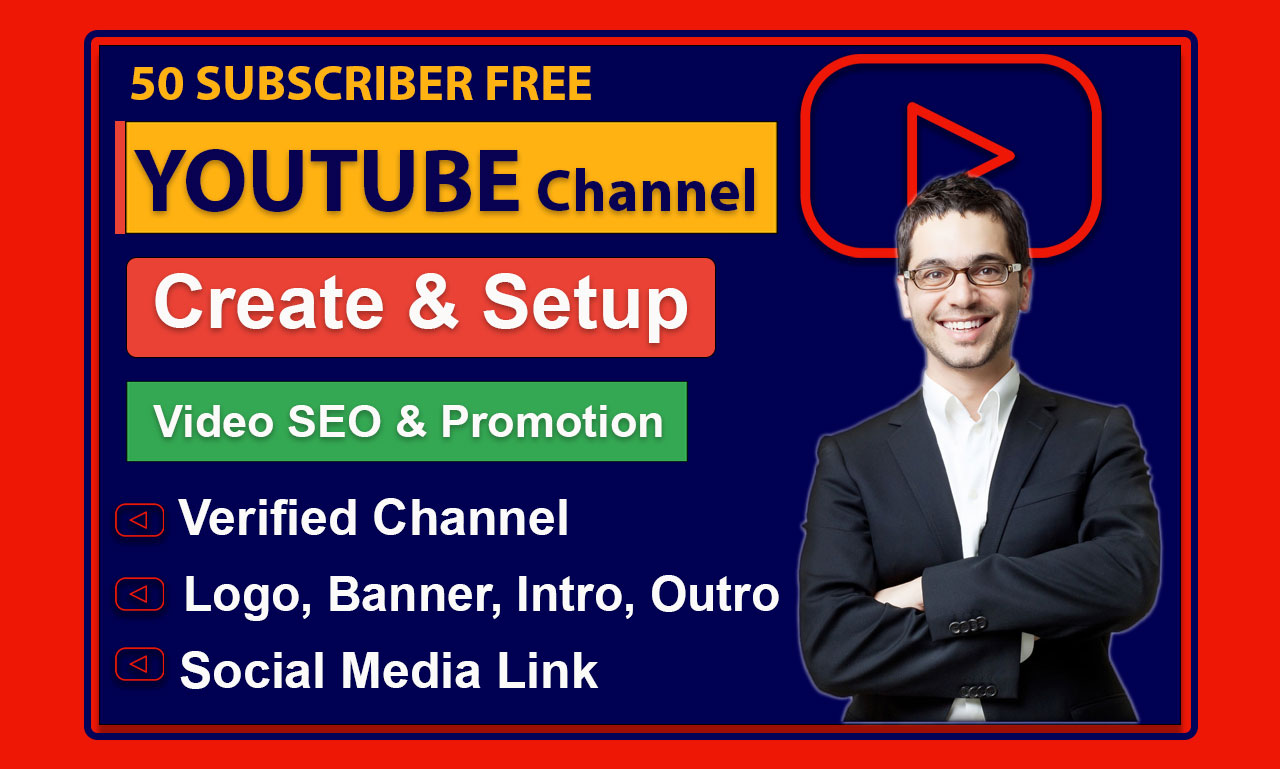 50 SUBSCRIBER FREE
YOUTUBE Channel
Create & Setup
Video SEO & Promotion
Verified Channel
Logo, Banner, Intro, Outro
Social Media Link